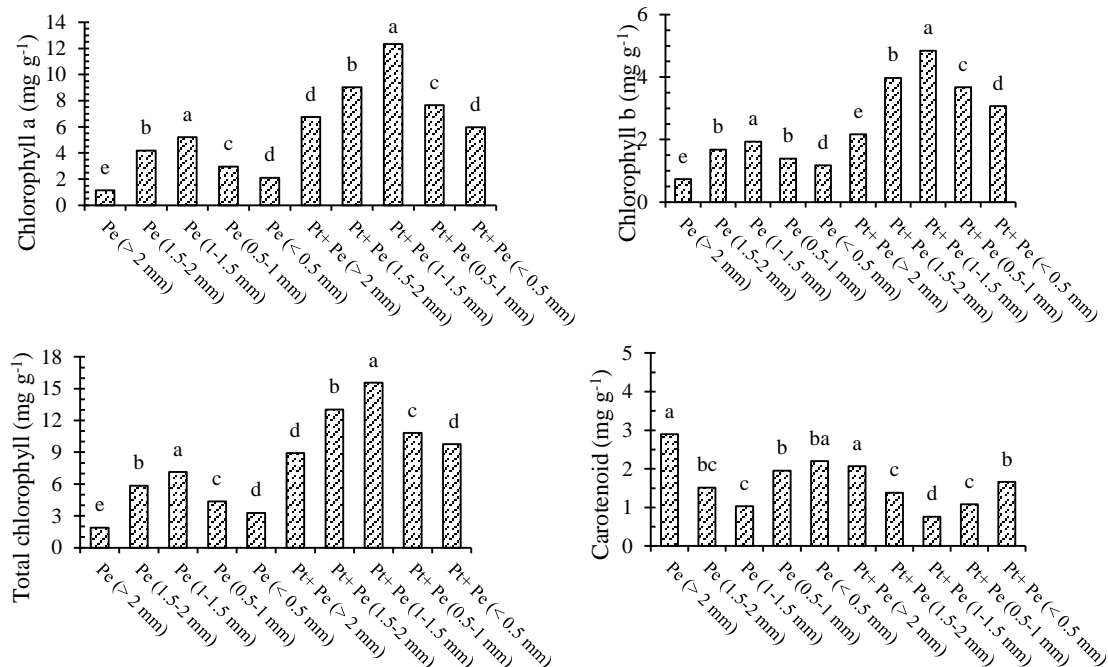 Chlorophyll a (mg g-1)
14
12
10
8
6
4
2
0
e
b
a
c
d
d
b
a
c
d
Pe (> 2 mm)
Pe (1.5-2 mm)
Pe (1-1.5 mm)
Pe (0.5-1 mm)
Pe (< 0.5 mm)
Pt+ Pe (> 2 mm)
Pt+ Pe (1.5-2 mm)
Pt+ Pe (1-1.5 mm)
Pt+ Pe (0.5-1 mm)
Pt+ Pe (< 0.5 mm)
Chlorophyll b (mg g-1)
6
4
2
0
e
b
a
b
d
e
b
a
c
d
Pe (> 2 mm)
Pe (1.5-2 mm)
Pe (1-1.5 mm)
Pe (0.5-1 mm)
Pe (< 0.5 mm)
Pt+ Pe (> 2 mm)
Pt+ Pe (1.5-2 mm)
Pt+ Pe (1-1.5 mm)
Pt+ Pe (0.5-1 mm)
Pt+ Pe (< 0.5 mm)
Total chlorophyll (mg g-1)
18
15
12
9
6
3
0
e
b
a
c
d
d
b
a
c
d
Pe (> 2 mm)
Pe (1.5-2 mm)
Pe (1-1.5 mm)
Pe (0.5-1 mm)
Pe (< 0.5 mm)
Pt+ Pe (> 2 mm)
Pt+ Pe (1.5-2 mm)
Pt+ Pe (1-1.5 mm)
Pt+ Pe (0.5-1 mm)
Pt+ Pe (< 0.5 mm)
Carotenoid (mg g-1)
5
4
3
2
1
0
a
bc
c
b
ba
a
c
d
c
b
Pe (> 2 mm)
Pe (1.5-2 mm)
Pe (1-1.5 mm)
Pe (0.5-1 mm)
Pe (< 0.5 mm)
Pt+ Pe (> 2 mm)
Pt+ Pe (1.5-2 mm)
Pt+ Pe (1-1.5 mm)
Pt+ Pe (0.5-1 mm)
Pt+ Pe (< 0.5 mm)